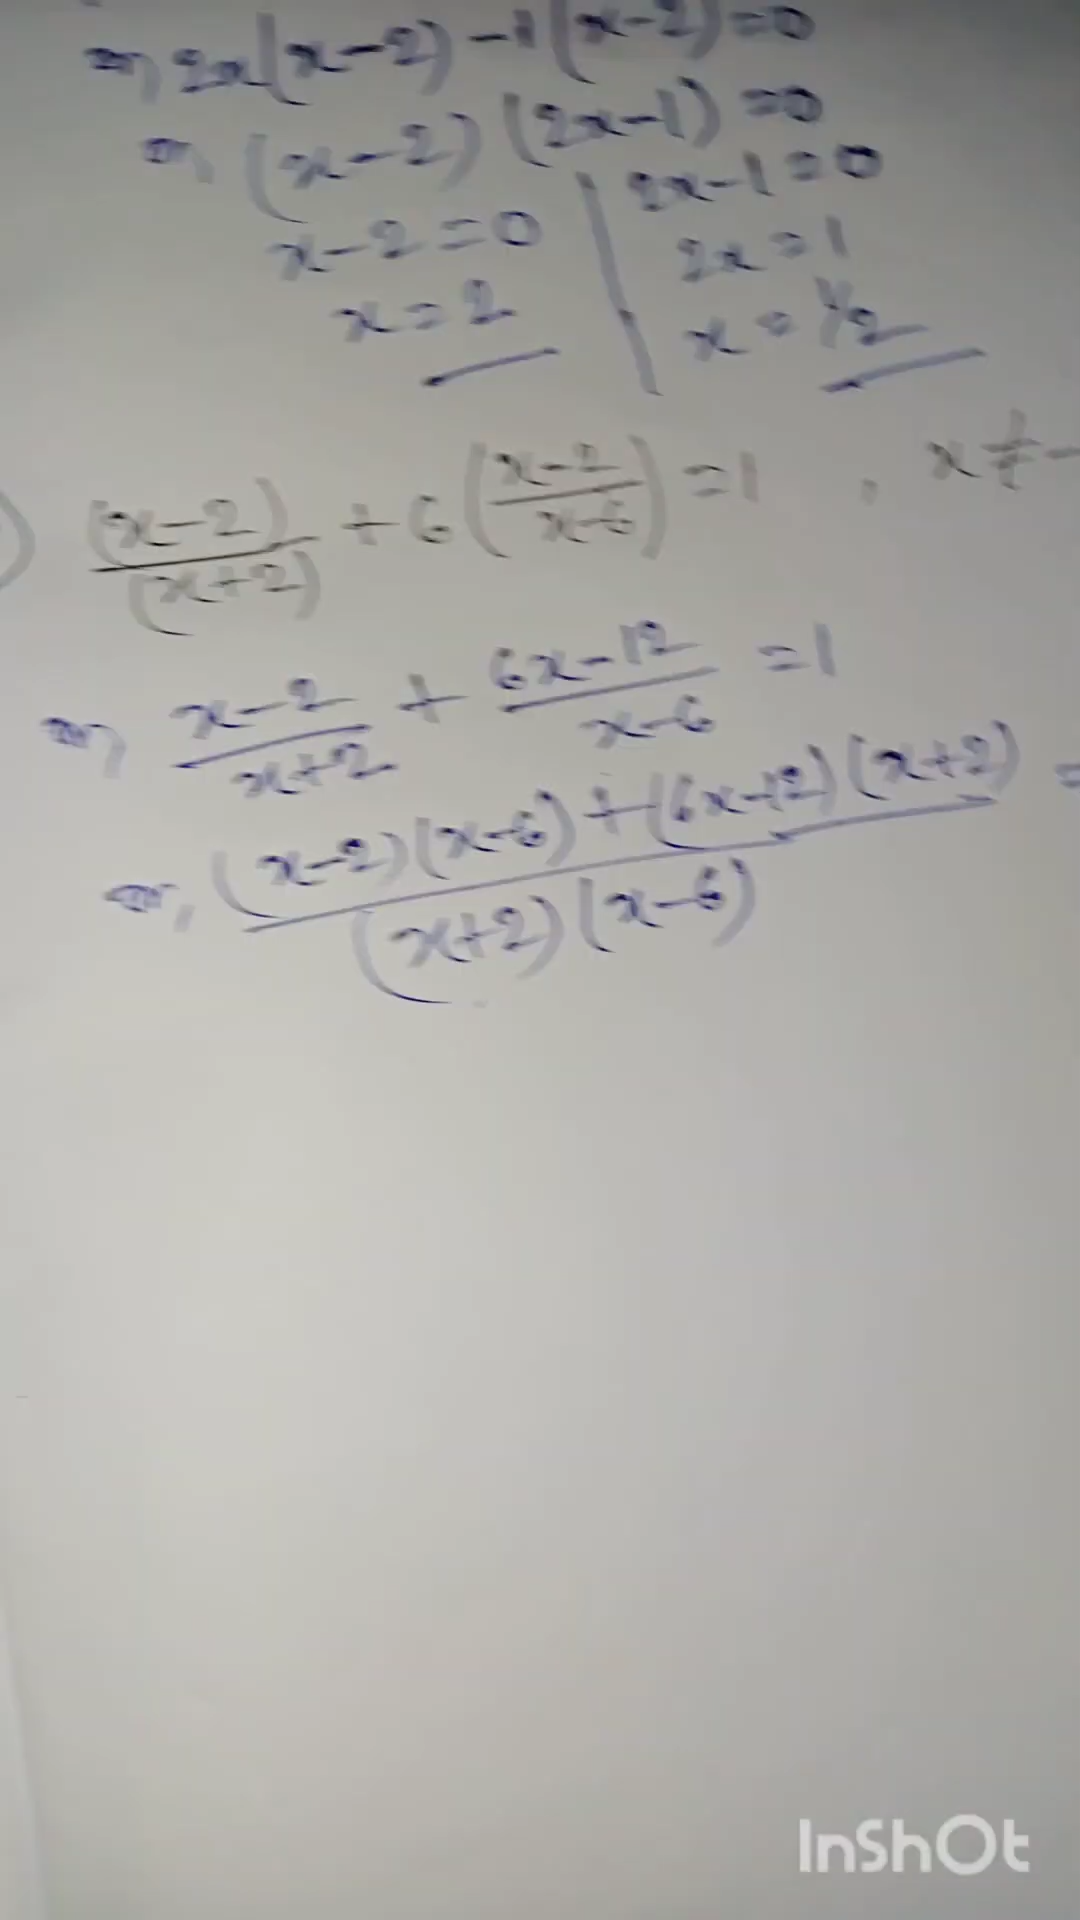 ⇒ 2x(x-2) -1(x-2)=0
⇒ (x-2) (2x-1) =0
x-2=0 | 2x-1=0
x=2 | 2x=1
x=1/2
) (x-2)/(x+2) + 6((x-2)/(x-6)) =1 , x≠-
⇒ (x-2)/(x+2) + (6x-12)/(x-6) =1
⇒ ((x-2)(x-6)+(6x-12)(x+2))/((x+2)(x-6)) =
InShOt